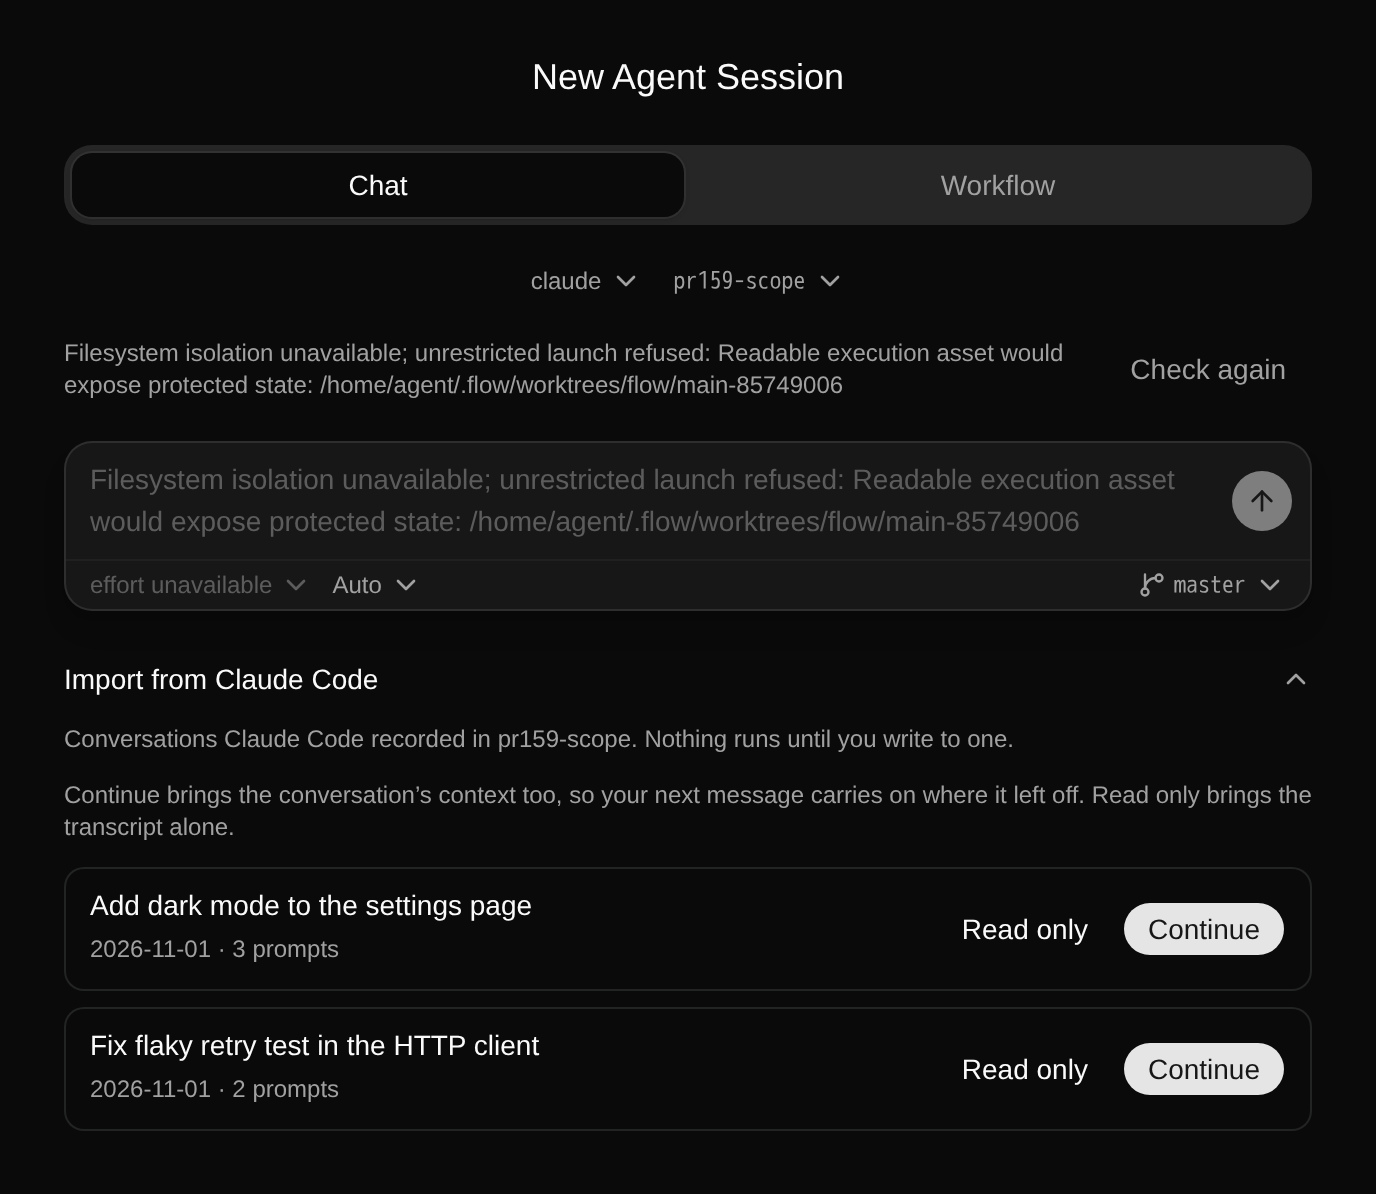 New Agent Session
Chat
Workflow
claude
pr159-scope
Filesystem isolation unavailable; unrestricted launch refused: Readable execution asset would
expose protected state: /home/agent/.flow/worktrees/flow/main-85749006
Check again
Filesystem isolation unavailable; unrestricted launch refused: Readable execution asset
would expose protected state: /home/agent/.flow/worktrees/flow/main-85749006
effort unavailable
Auto
master
Import from Claude Code
Conversations Claude Code recorded in pr159-scope. Nothing runs until you write to one.
Continue brings the conversation’s context too, so your next message carries on where it left off. Read only brings the
transcript alone.
Add dark mode to the settings page
2026-11-01 · 3 prompts
Read only
Continue
Fix flaky retry test in the HTTP client
2026-11-01 · 2 prompts
Read only
Continue